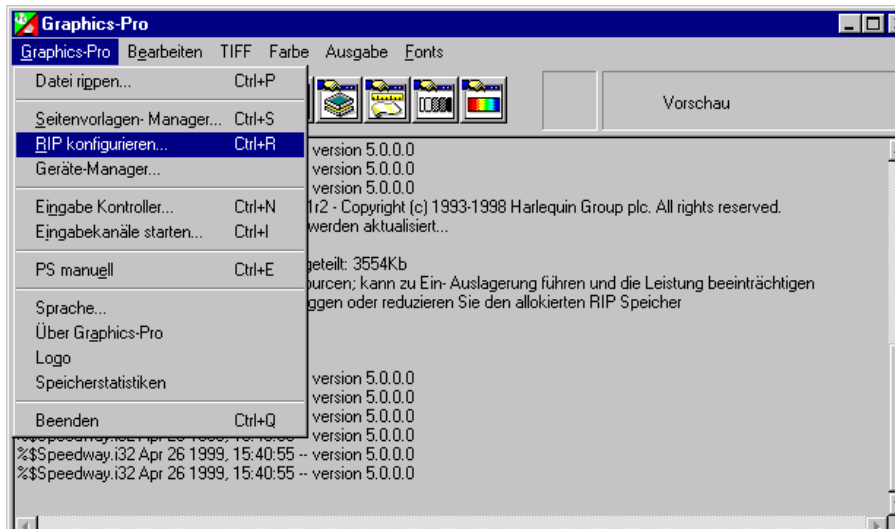 Graphics-Pro
Graphics-Pro Bearbeiten TIFF Farbe Ausgabe Fonts
Datei rippen... Ctrl+P
Vorschau
Seitenvorlagen- Manager... Ctrl+S
RIP konfigurieren... Ctrl+R
Geräte-Manager...
Eingabe Kontroller... Ctrl+N
Eingabekanäle starten... Ctrl+I
PS manuell Ctrl+E
Sprache...
Über Graphics-Pro
Logo
Speicherstatistiken
Beenden Ctrl+Q
version 5.0.0.0
version 5.0.0.0
version 5.0.0.0
1r2 - Copyright (c) 1993-1998 Harlequin Group plc. All rights reserved.
werden aktualisiert...
geteilt: 3554Kb
ourcen; kann zu Ein- Auslagerung führen und die Leistung beeinträchtigen
ggen oder reduzieren Sie den allokierten RIP Speicher
version 5.0.0.0
version 5.0.0.0
version 5.0.0.0
-- version 5.0.0.0
%$Speedway.i32 Apr 26 1999, 15:40:55 -- version 5.0.0.0
%$Speedway.i32 Apr 26 1999, 15:40:55 -- version 5.0.0.0